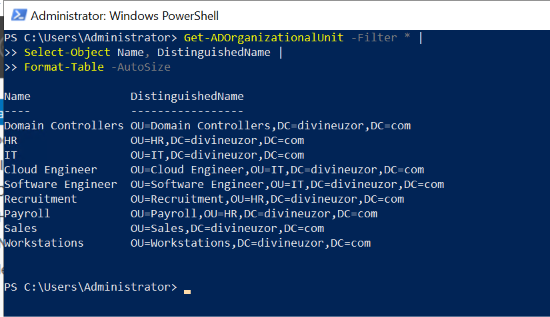 Administrator: Windows PowerShell
PS C:\Users\Administrator> Get-ADOrganizationalUnit -Filter * |
>> Select-Object Name, DistinguishedName |
>> Format-Table -AutoSize
Name DistinguishedName
---- -----------------
Domain Controllers OU=Domain Controllers,DC=divineuzor,DC=com
HR OU=HR,DC=divineuzor,DC=com
IT OU=IT,DC=divineuzor,DC=com
Cloud Engineer OU=Cloud Engineer,OU=IT,DC=divineuzor,DC=com
Software Engineer OU=Software Engineer,OU=IT,DC=divineuzor,DC=com
Recruitment OU=Recruitment,OU=HR,DC=divineuzor,DC=com
Payroll OU=Payroll,OU=HR,DC=divineuzor,DC=com
Sales OU=Sales,DC=divineuzor,DC=com
Workstations OU=Workstations,DC=divineuzor,DC=com
PS C:\Users\Administrator>